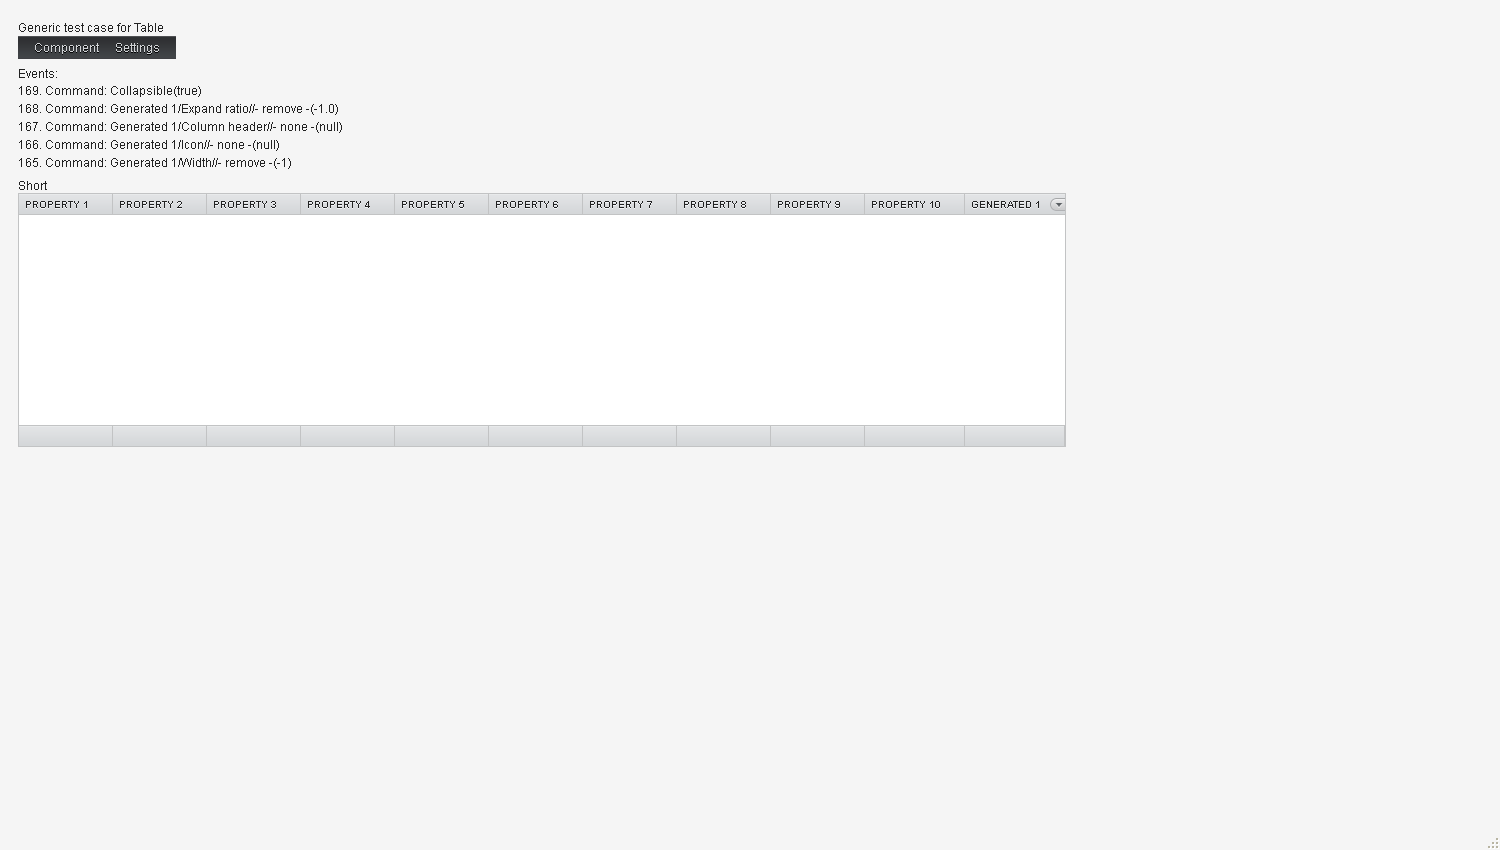 Generic test case for Table
Component Settings
Events:
169. Command: Collapsible(true)
168. Command: Generated 1/Expand ratio//- remove -(-1.0)
167. Command: Generated 1/Column header//- none -(null)
166. Command: Generated 1/Icon//- none -(null)
165. Command: Generated 1/Width//- remove -(-1)
Short
PROPERTY 1 PROPERTY 2 PROPERTY 3 PROPERTY 4 PROPERTY 5 PROPERTY 6 PROPERTY 7 PROPERTY 8 PROPERTY 9 PROPERTY 10 GENERATED 1